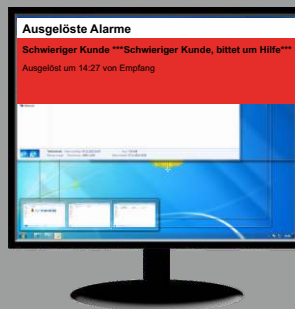 Ausgelöste Alarme
Schwieriger Kunde ***Schwieriger Kunde, bittet um Hilfe***
Ausgelöst um 14:27 von Empfang